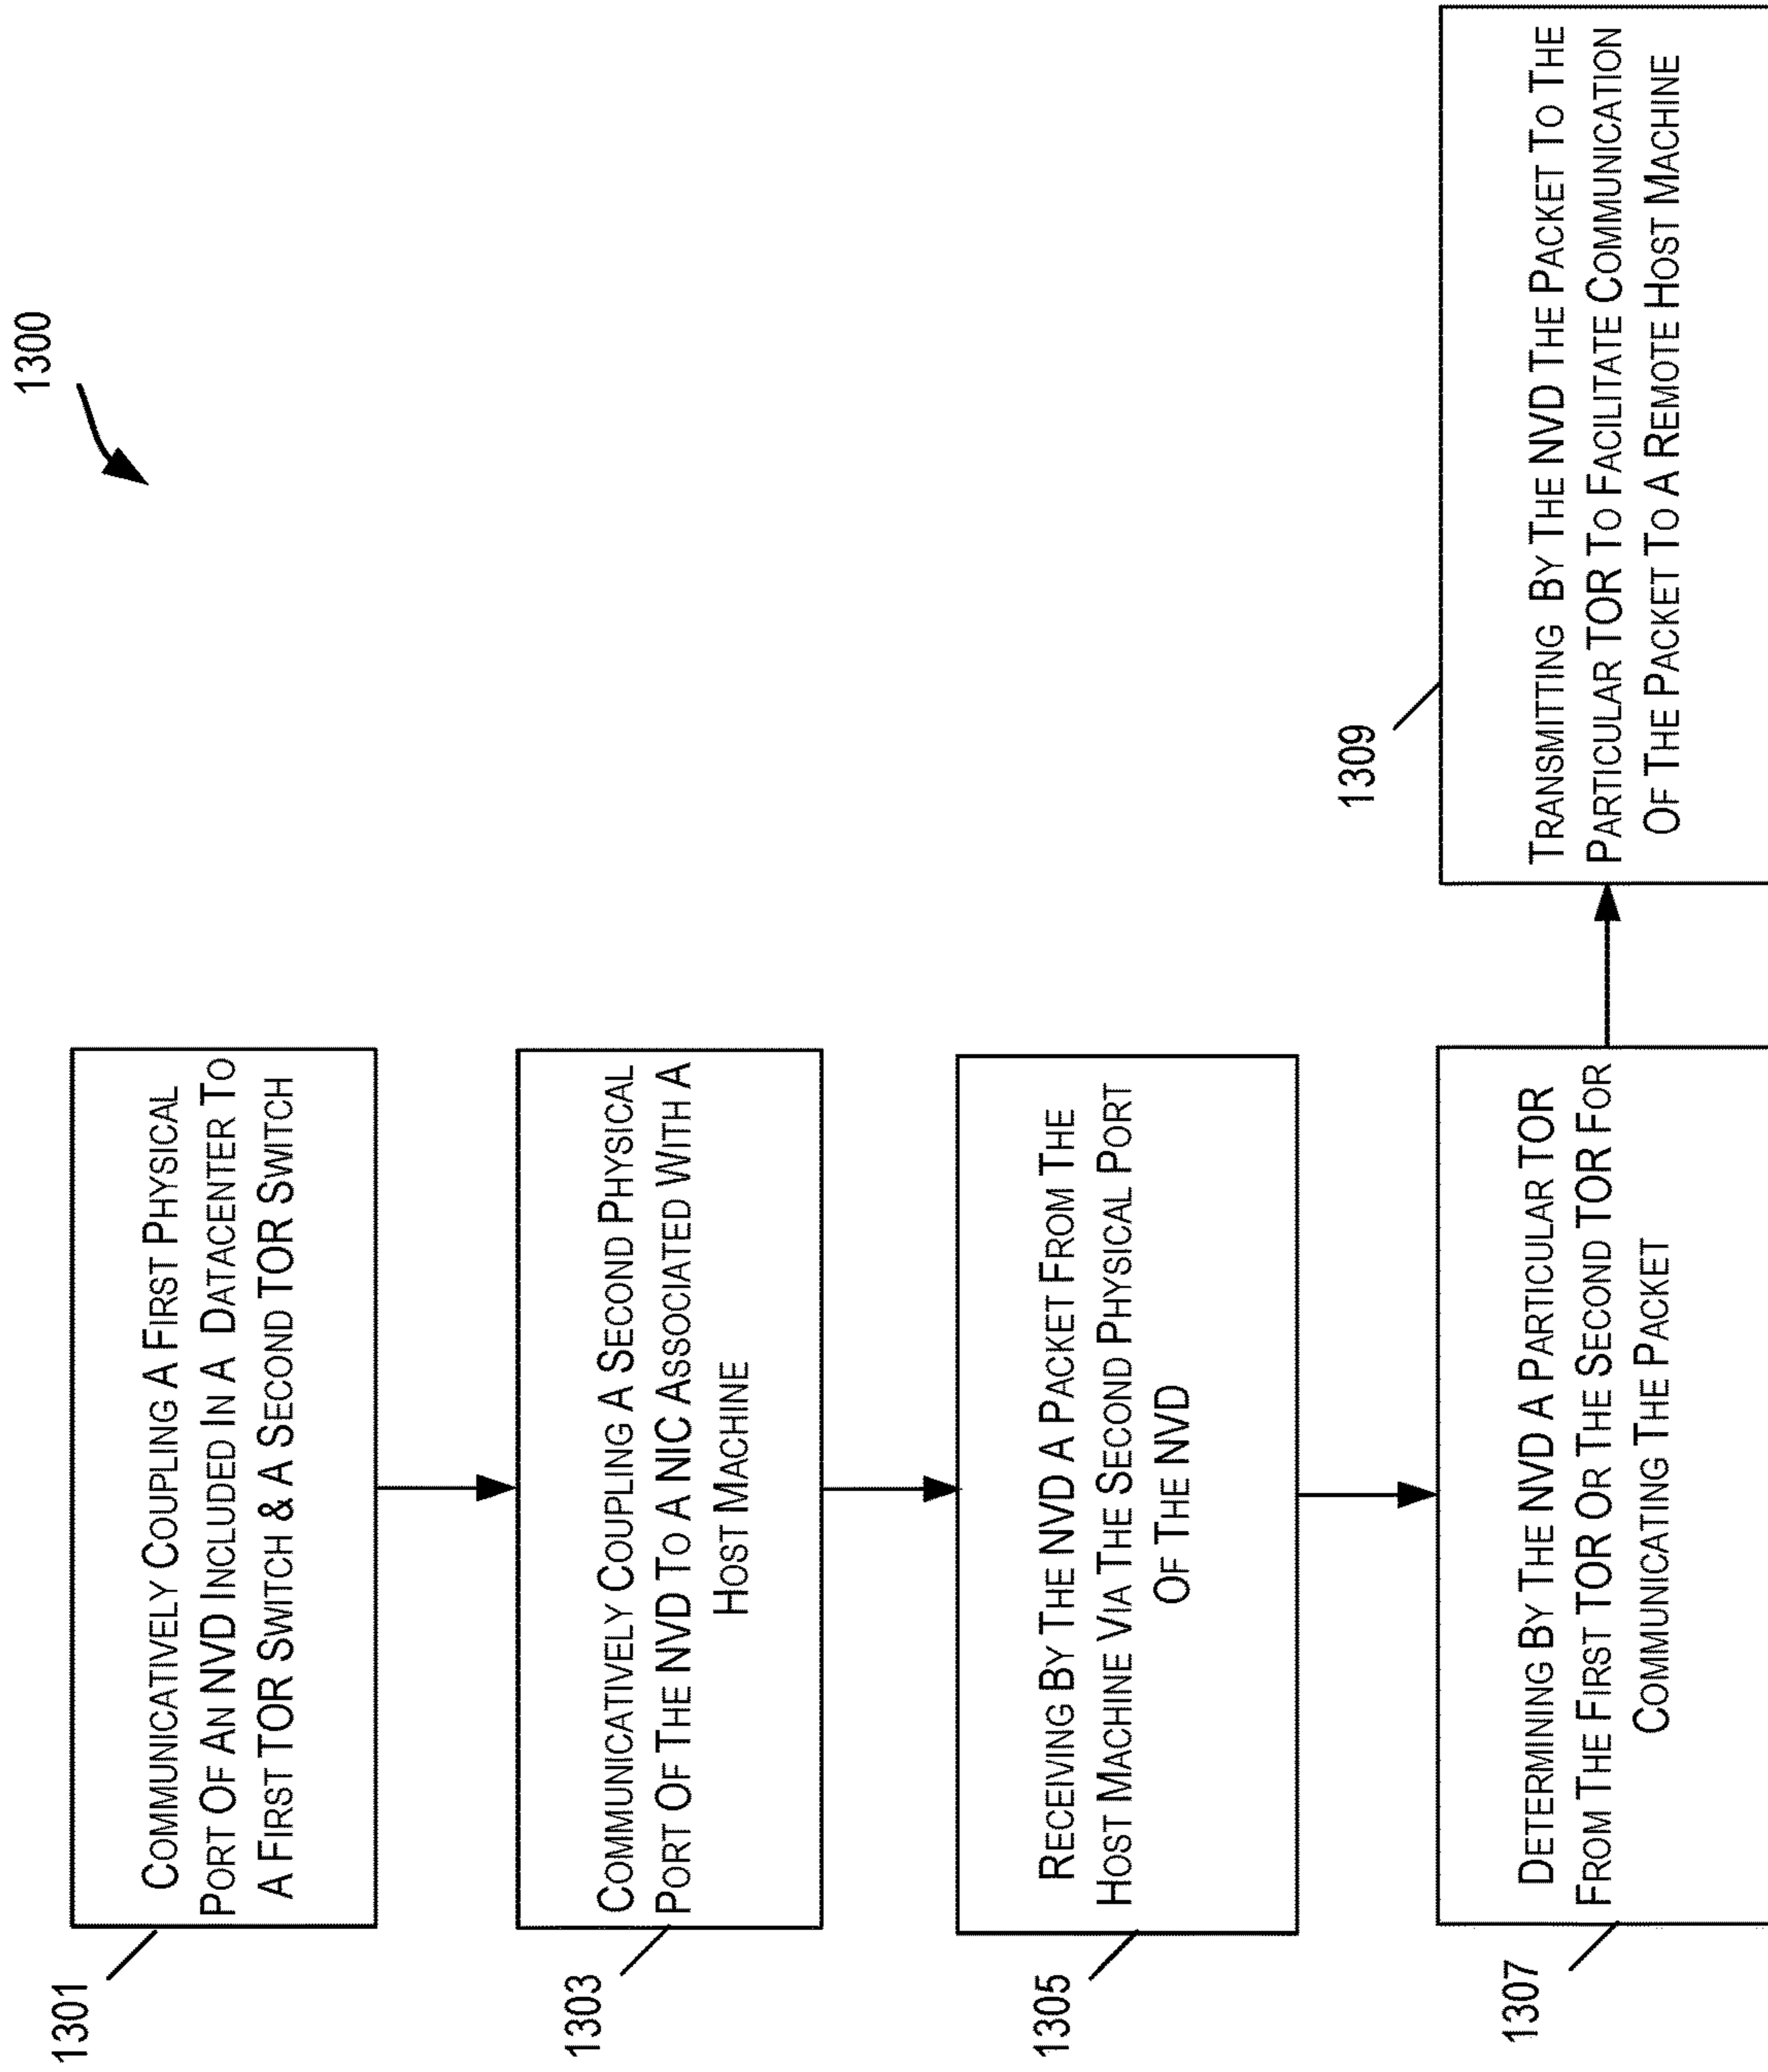 1300
1301
COMMUNICATIVELY COUPLING A FIRST PHYSICAL
PORT OF AN NVD INCLUDED IN A DATACENTER TO
A FIRST TOR SWITCH & A SECOND TOR SWITCH
1303
COMMUNICATIVELY COUPLING A SECOND PHYSICAL
PORT OF THE NVD TO A NIC ASSOCIATED WITH A
HOST MACHINE
1305
RECEIVING BY THE NVD A PACKET FROM THE
HOST MACHINE VIA THE SECOND PHYSICAL PORT
OF THE NVD
1307
DETERMINING BY THE NVD A PARTICULAR TOR
FROM THE FIRST TOR OR THE SECOND TOR FOR
COMMUNICATING THE PACKET
1309
TRANSMITTING BY THE NVD THE PACKET TO THE
PARTICULAR TOR TO FACILITATE COMMUNICATION
OF THE PACKET TO A REMOTE HOST MACHINE